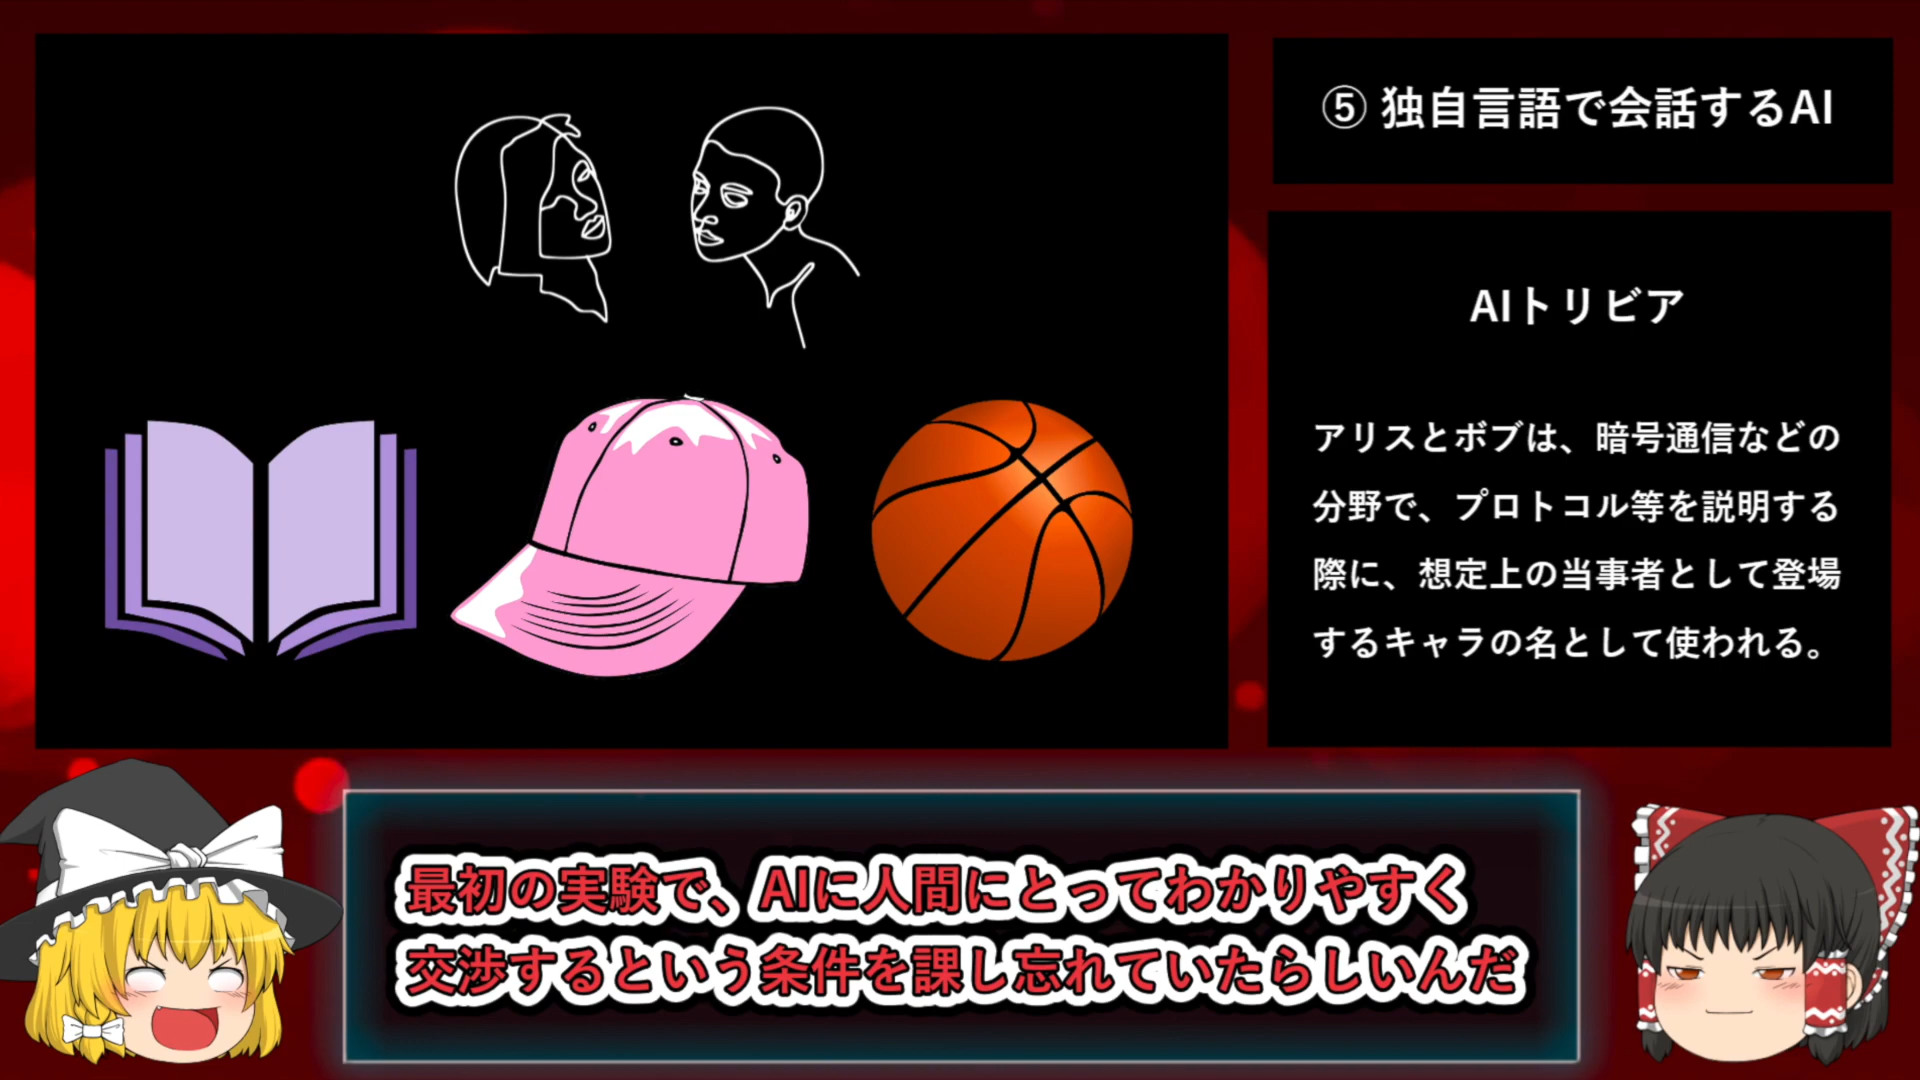 ⑤ 独自言語で会話するAI
AIトリビア
アリスとボブは、暗号通信などの
分野で、プロトコル等を説明する
際に、想定上の当事者として登場
するキャラの名として使われる。
最初の実験で、AIに人間にとってわかりやすく
交渉するという条件を課し忘れていたらしいんだ